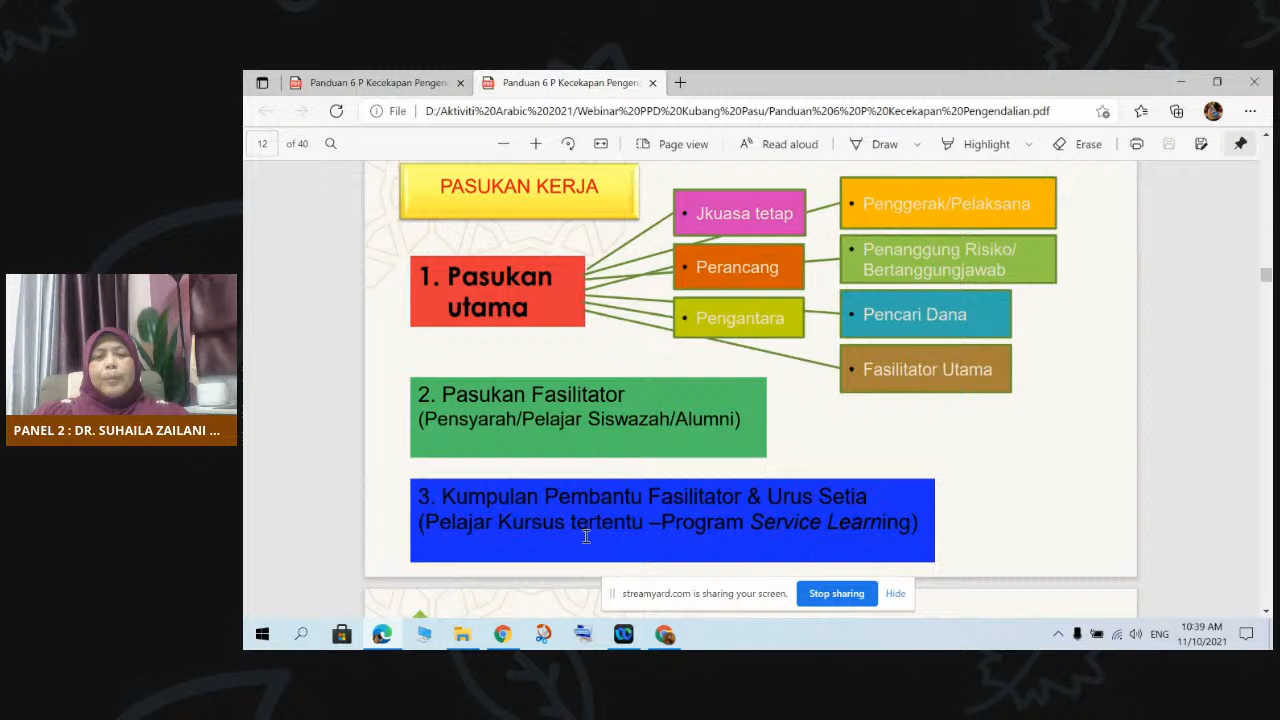 Panduan 6 P Kecekapan Pengen
Panduan 6 P Kecekapan Pengen
File
D:/Aktiviti%20Arabic%202021/Webinar%20PPD%20Kubang%20Pasu/Panduan%206%20P%20Kecekapan%20Pengendalian.pdf
12 of 40
Page view
Read aloud
Draw
Highlight
Erase
PASUKAN KERJA
1. Pasukan
utama
• Jkuasa tetap
• Perancang
• Pengantara
• Penggerak/Pelaksana
• Penanggung Risiko/
Bertanggungjawab
• Pencari Dana
• Fasilitator Utama
2. Pasukan Fasilitator
(Pensyarah/Pelajar Siswazah/Alumni)
3. Kumpulan Pembantu Fasilitator & Urus Setia
(Pelajar Kursus tertentu –Program Service Learning)
PANEL 2 : DR. SUHAILA ZAILANI ...
streamyard.com is sharing your screen.
Stop sharing
Hide
ENG
10:39 AM
11/10/2021